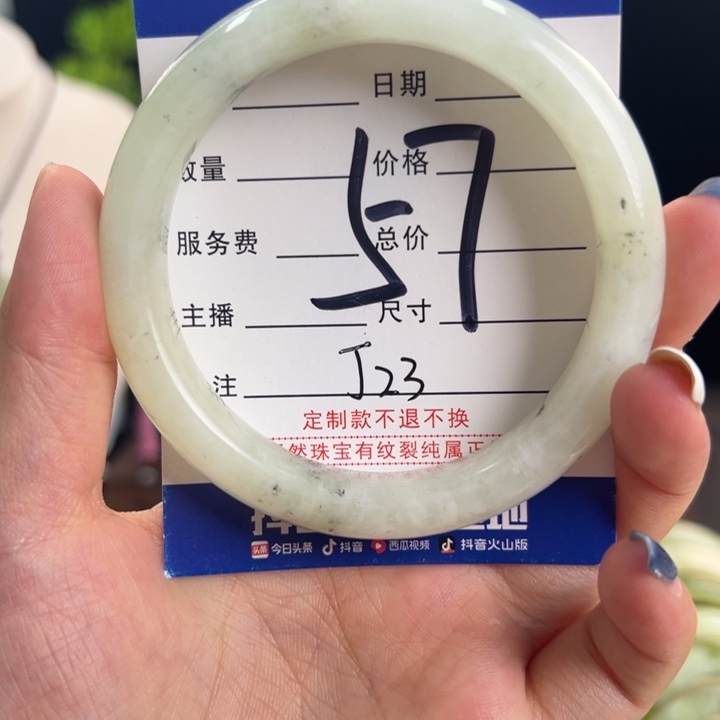 日期
数量 价格
57
服务费 总价
主播 尺寸
注 J23
定制款不退不换
然珠宝有纹裂纯属正
今日头条 抖音 西瓜视频 抖音火山版